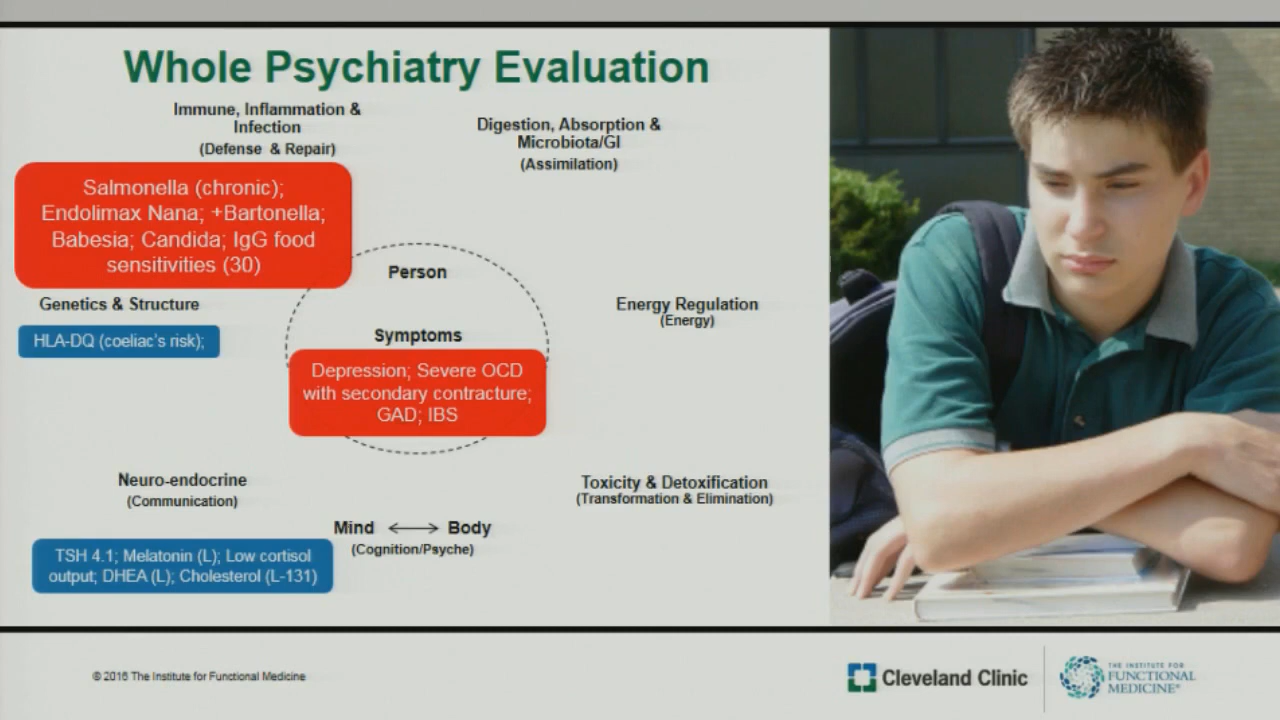 Whole Psychiatry Evaluation
Immune, Inflammation &
Infection
(Defense & Repair)
Digestion, Absorption &
Microbiota/GI
(Assimilation)
Salmonella (chronic);
Endolimax Nana; +Bartonella;
Babesia; Candida; IgG food
sensitivities (30)
Person
Genetics & Structure
HLA-DQ (coeliac's risk);
Energy Regulation
(Energy)
Symptoms
Depression; Severe OCD
with secondary contracture;
GAD; IBS
Neuro-endocrine
(Communication)
Toxicity & Detoxification
(Transformation & Elimination)
Mind Body
(Cognition/Psyche)
TSH 4.1; Melatonin (L); Low cortisol
output; DHEA (L); Cholesterol (L-131)
© 2016 The Institute for Functional Medicine
Cleveland Clinic
THE INSTITUTE FOR
FUNCTIONAL
MEDICINE®